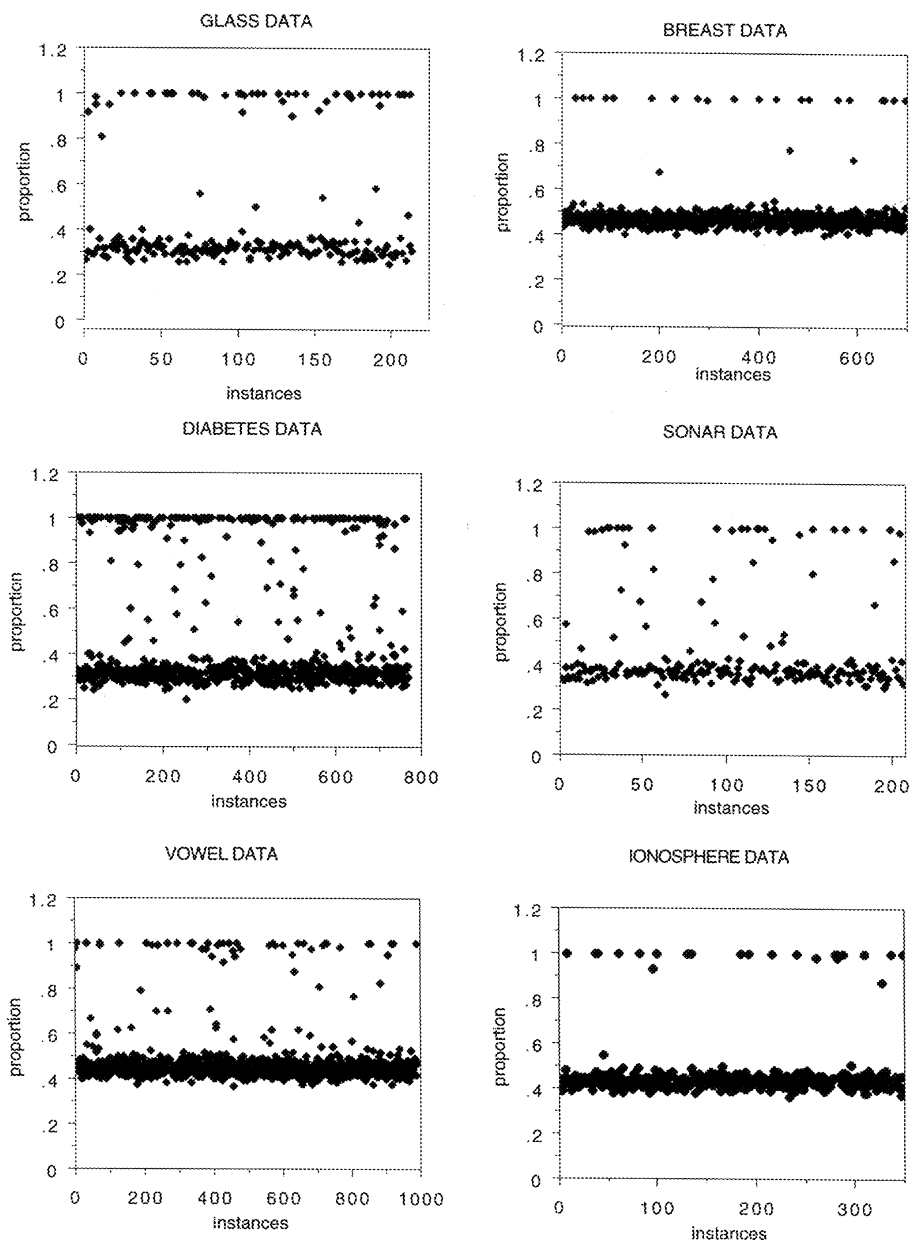 GLASS DATA
1.2
1
.8
.6
.4
.2
0
proportion
0 50 100 150 200
instances
BREAST DATA
1.2
1
.8
.6
.4
.2
0
proportion
0 200 400 600
instances
DIABETES DATA
1.2
1
.8
.6
.4
.2
0
proportion
0 200 400 600 800
instances
SONAR DATA
1.2
1
.8
.6
.4
.2
0
proportion
0 50 100 150 200
instances
VOWEL DATA
1.2
1
.8
.6
.4
.2
0
proportion
0 200 400 600 800 1000
instances
IONOSPHERE DATA
1.2
1
.8
.6
.4
.2
0
proportion
0 100 200 300
instances